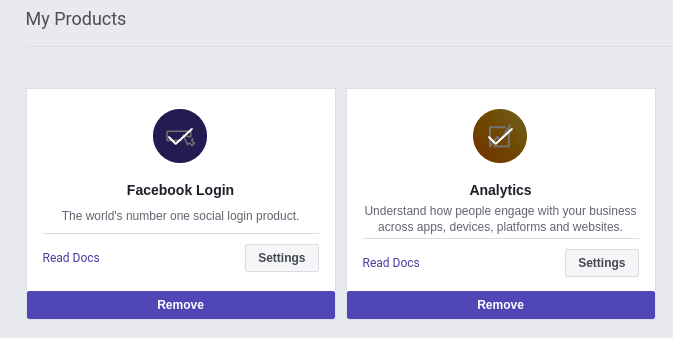 My Products
Facebook Login
The world's number one social login product.
Read Docs
Settings
Remove
Analytics
Understand how people engage with your business
across apps, devices, platforms and websites.
Read Docs
Settings
Remove